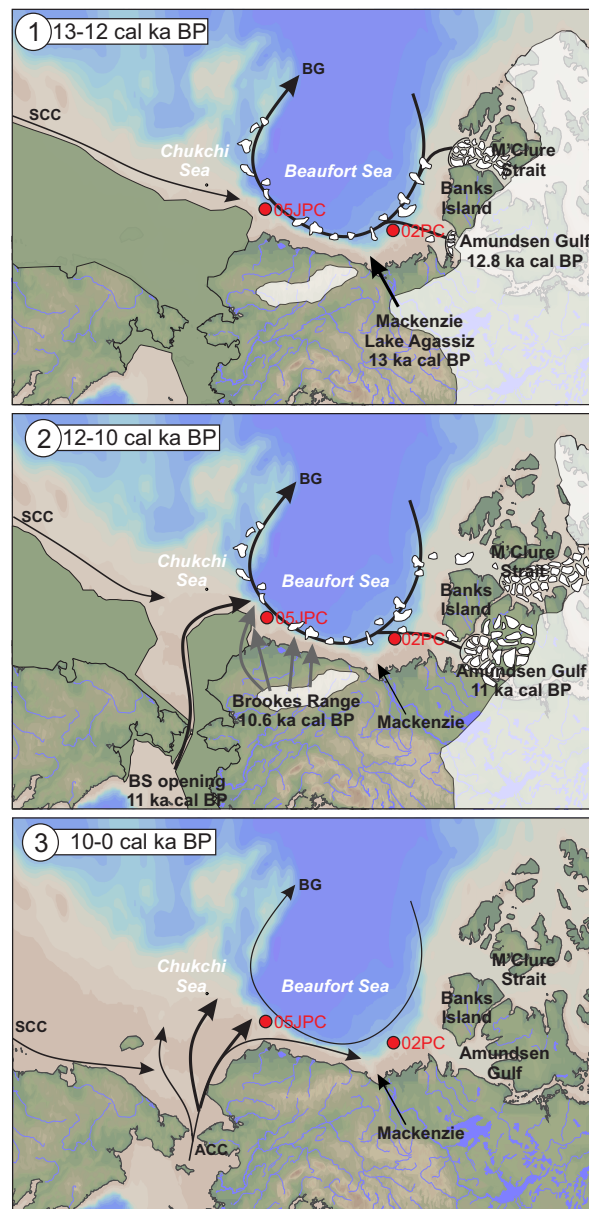 1 13-12 cal ka BP
BG
SCC
Chukchi
Sea
Beaufort Sea
M'Clure
Strait
Banks
Island
05JPC
02PC
Amundsen Gulf
12.8 ka cal BP
Mackenzie
Lake Agassiz
13 ka cal BP
2 12-10 cal ka BP
BG
SCC
Chukchi
Sea
Beaufort Sea
M'Clure
Strait
Banks
Island
05JPC
02PC
Amundsen Gulf
11 ka cal BP
Brookes Range
10.6 ka cal BP
Mackenzie
BS opening
11 ka cal BP
3 10-0 cal ka BP
BG
Chukchi
Sea
Beaufort Sea
M'Clure
Strait
Banks
Island
05JPC
SCC
02PC
Amundsen
Gulf
Mackenzie
ACC